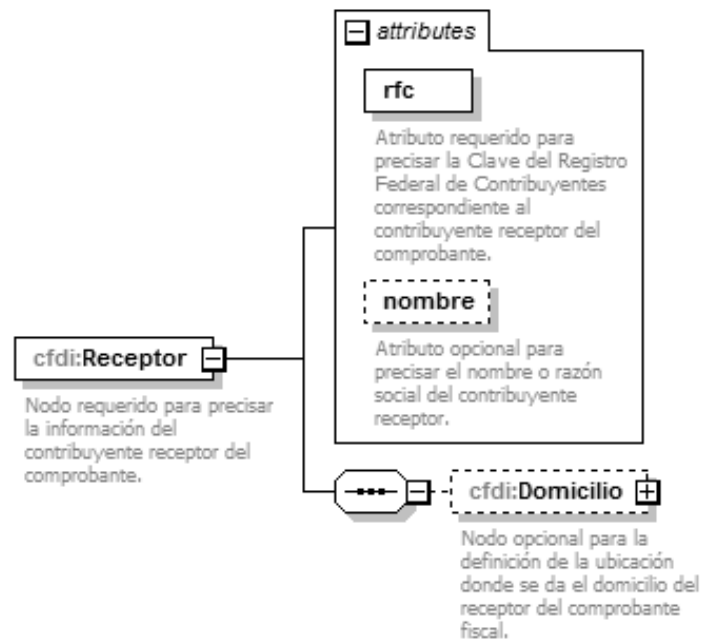 attributes
rfc
Atributo requerido para
precisar la Clave del Registro
Federal de Contribuyentes
correspondiente al
contribuyente receptor del
comprobante.
nombre
Atributo opcional para
precisar el nombre o razón
social del contribuyente
receptor.
cfdi:Receptor
Nodo requerido para precisar
la información del
contribuyente receptor del
comprobante.
cfdi:Domicilio
Nodo opcional para la
definición de la ubicación
donde se da el domicilio del
receptor del comprobante
fiscal.